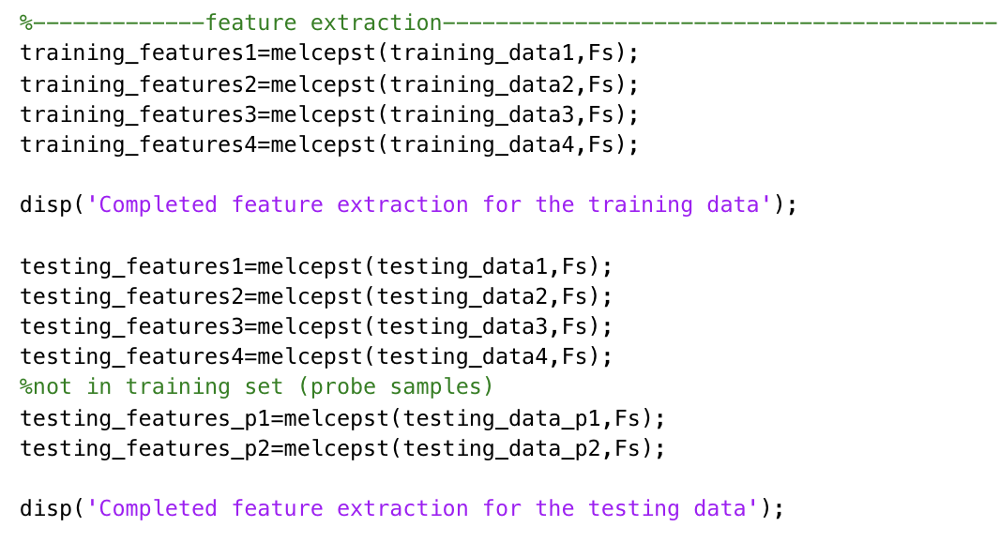 %-------------feature extraction------------------------------------------
training_features1=melcepst(training_data1,Fs);
training_features2=melcepst(training_data2,Fs);
training_features3=melcepst(training_data3,Fs);
training_features4=melcepst(training_data4,Fs);
disp('Completed feature extraction for the training data');
testing_features1=melcepst(testing_data1,Fs);
testing_features2=melcepst(testing_data2,Fs);
testing_features3=melcepst(testing_data3,Fs);
testing_features4=melcepst(testing_data4,Fs);
%not in training set (probe samples)
testing_features_p1=melcepst(testing_data_p1,Fs);
testing_features_p2=melcepst(testing_data_p2,Fs);
disp('Completed feature extraction for the testing data');